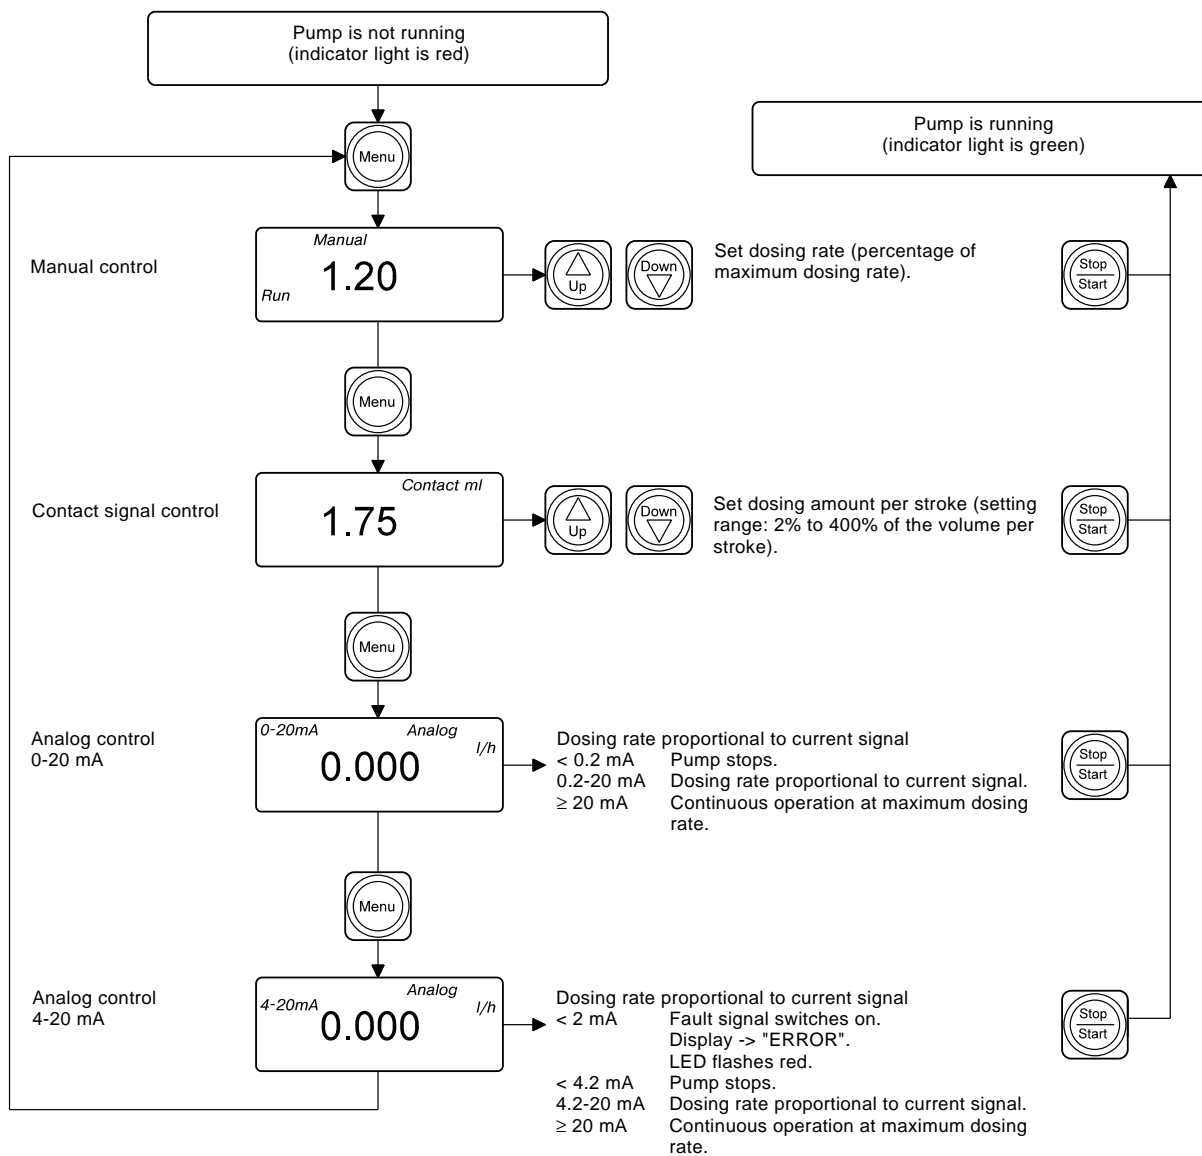 Pump is not running
(indicator light is red)
Pump is running
(indicator light is green)
Menu
Manual control
Manual
1.20
Run
Up
Down
Set dosing rate (percentage of
maximum dosing rate).
Stop
Start
Menu
Contact signal control
Contact ml
1.75
Up
Down
Set dosing amount per stroke (setting
range: 2% to 400% of the volume per
stroke).
Stop
Start
Menu
Analog control
0-20 mA
0-20mA Analog
l/h
0.000
Dosing rate proportional to current signal
< 0.2 mA Pump stops.
0.2-20 mA Dosing rate proportional to current signal.
≥ 20 mA Continuous operation at maximum dosing
rate.
Stop
Start
Menu
Analog control
4-20 mA
Analog
4-20mA l/h
0.000
Dosing rate proportional to current signal
< 2 mA Fault signal switches on.
Display -> "ERROR".
LED flashes red.
< 4.2 mA Pump stops.
4.2-20 mA Dosing rate proportional to current signal.
≥ 20 mA Continuous operation at maximum dosing
rate.
Stop
Start